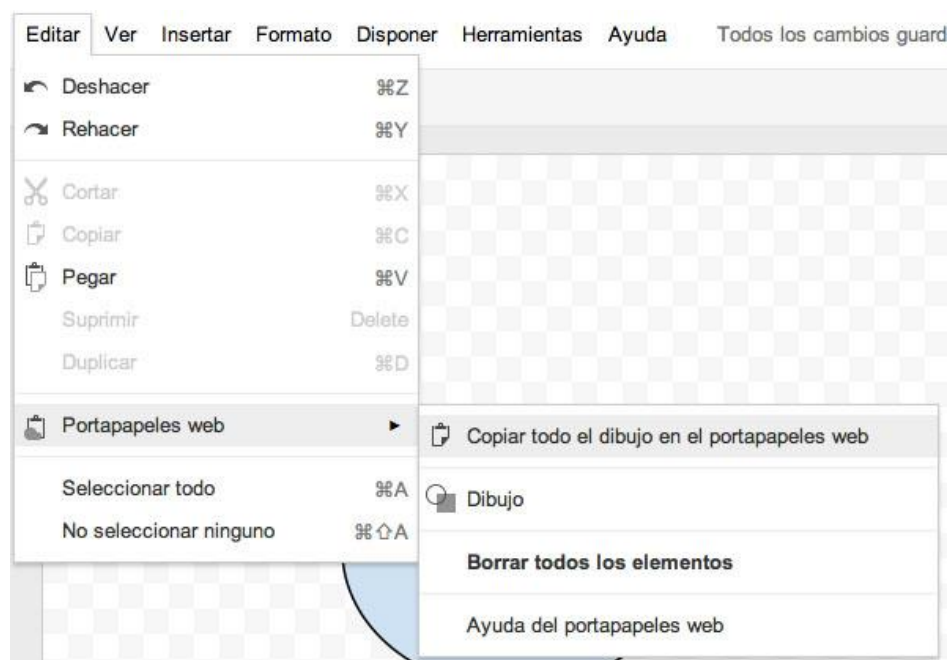 Editar Ver Insertar Formato Disponer Herramientas Ayuda Todos los cambios guard
Deshacer ⌘Z
Rehacer ⌘Y
Cortar ⌘X
Copiar ⌘C
Pegar ⌘V
Suprimir Delete
Duplicar ⌘D
Portapapeles web ►
Copiar todo el dibujo en el portapapeles web
Seleccionar todo ⌘A
Dibujo
No seleccionar ninguno ⌘⇧A
Borrar todos los elementos
Ayuda del portapapeles web